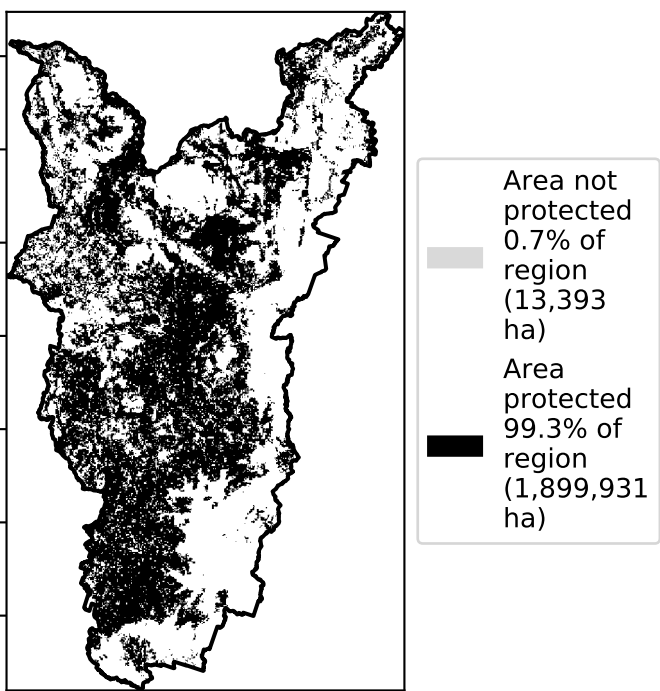 Area not
protected
0.7% of
region
(13,393
ha)
Area
protected
99.3% of
region
(1,899,931
ha)